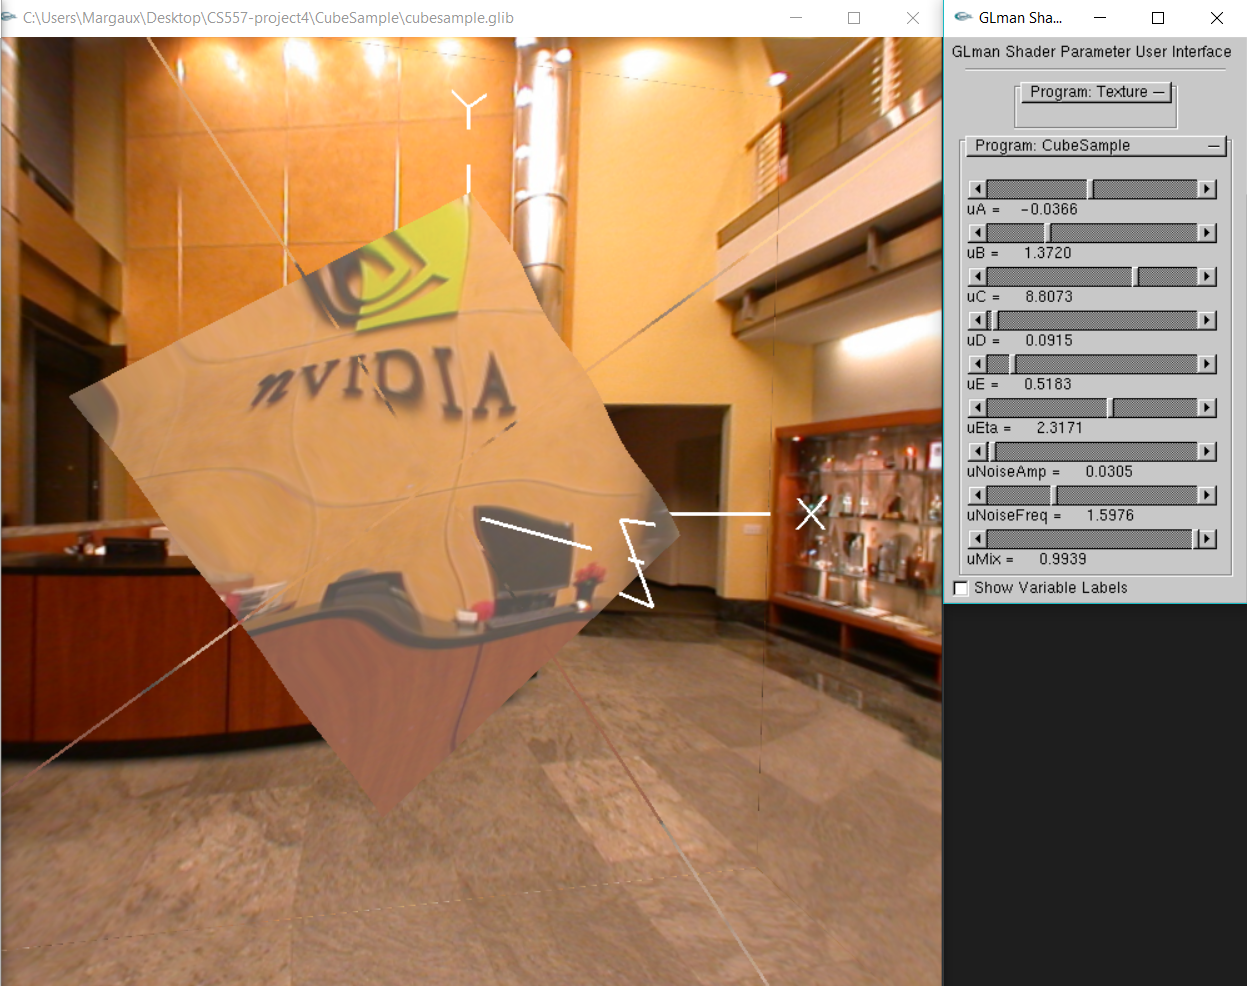 C:\Users\Margaux\Desktop\CS557-project4\CubeSample\cubesample.glib
Y
nVIDIA
X
Z
GLman Sha...
GLman Shader Parameter User Interface
Program: Texture
Program: CubeSample
uA = -0.0366
uB = 1.3720
uC = 8.8073
uD = 0.0915
uE = 0.5183
uEta = 2.3171
uNoiseAmp = 0.0305
uNoiseFreq = 1.5976
uMix = 0.9939
Show Variable Labels